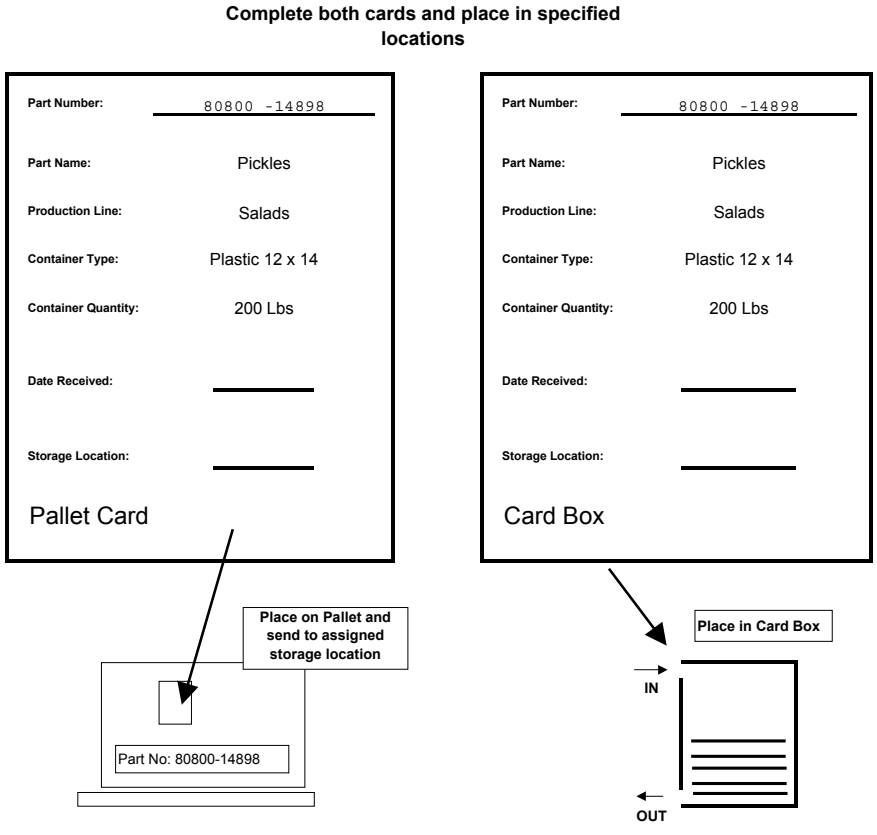 Complete both cards and place in specified
locations
Part Number: 80800 -14898
Part Name: Pickles
Production Line: Salads
Container Type: Plastic 12 x 14
Container Quantity: 200 Lbs
Date Received:
Storage Location:
Pallet Card
Part Number: 80800 -14898
Part Name: Pickles
Production Line: Salads
Container Type: Plastic 12 x 14
Container Quantity: 200 Lbs
Date Received:
Storage Location:
Card Box
Place on Pallet and
send to assigned
storage location
Part No: 80800-14898
Place in Card Box
IN
OUT